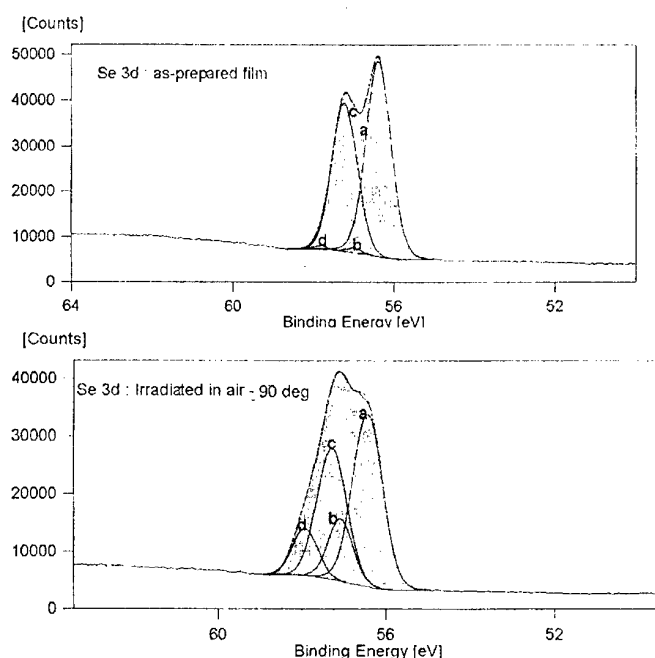 [Counts]
50000
Se 3d : as-prepared film
c
40000
a
30000
20000
10000
d
b
0
64
60
56
52
Binding Energy [eV]
[Counts]
40000
Se 3d : Irradiated in air - 90 deg
a
30000
c
20000
d
b
10000
0
60
56
52
Binding Energy [eV]